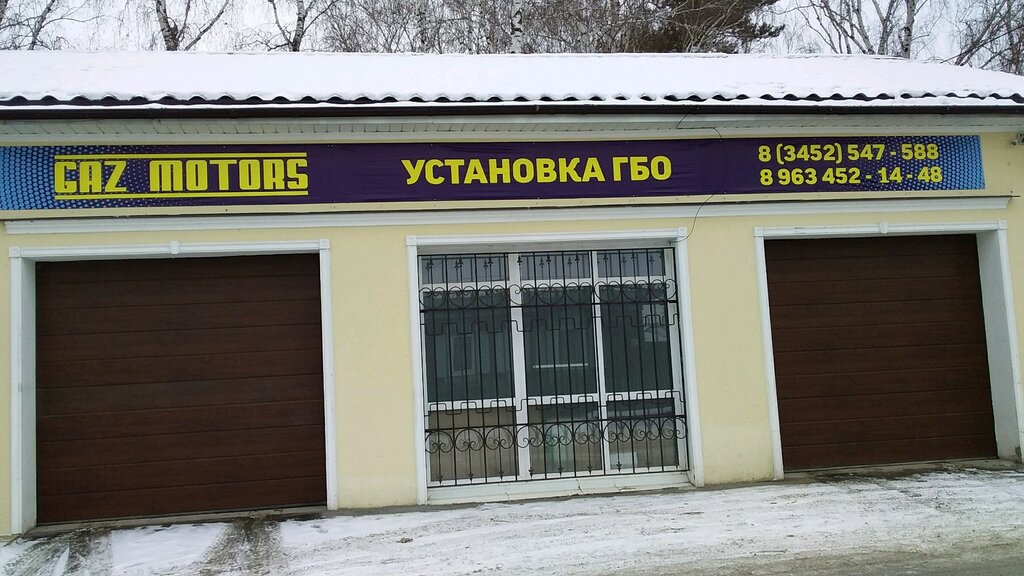 GAZ MOTORS
УСТАНОВКА ГБО
8 (3452) 547 - 588
8 963 452 - 14 - 48